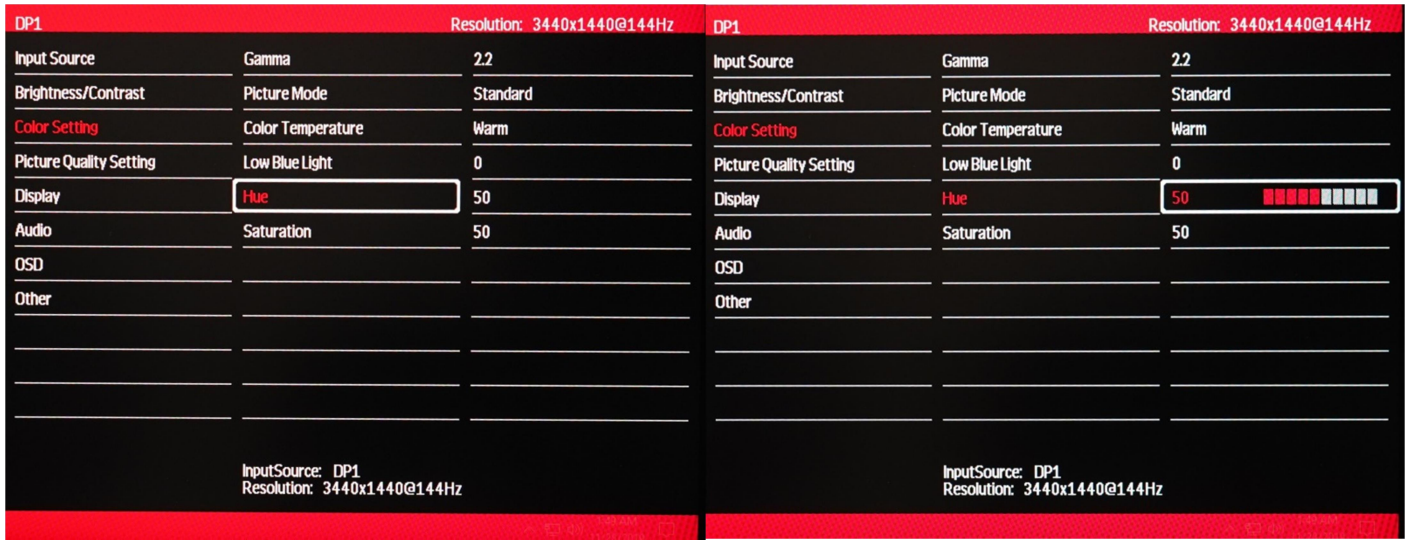 DP1 Resolution: 3440x1440@144Hz
Input Source Gamma 2.2
Brightness/Contrast Picture Mode Standard
Color Setting Color Temperature Warm
Picture Quality Setting Low Blue Light 0
Display Hue 50
Audio Saturation 50
OSD
Other
InputSource: DP1
Resolution: 3440x1440@144Hz
1:49 AM
DP1 Resolution: 3440x1440@144Hz
Input Source Gamma 2.2
Brightness/Contrast Picture Mode Standard
Color Setting Color Temperature Warm
Picture Quality Setting Low Blue Light 0
Display Hue 50
Audio Saturation 50
OSD
Other
InputSource: DP1
Resolution: 3440x1440@144Hz